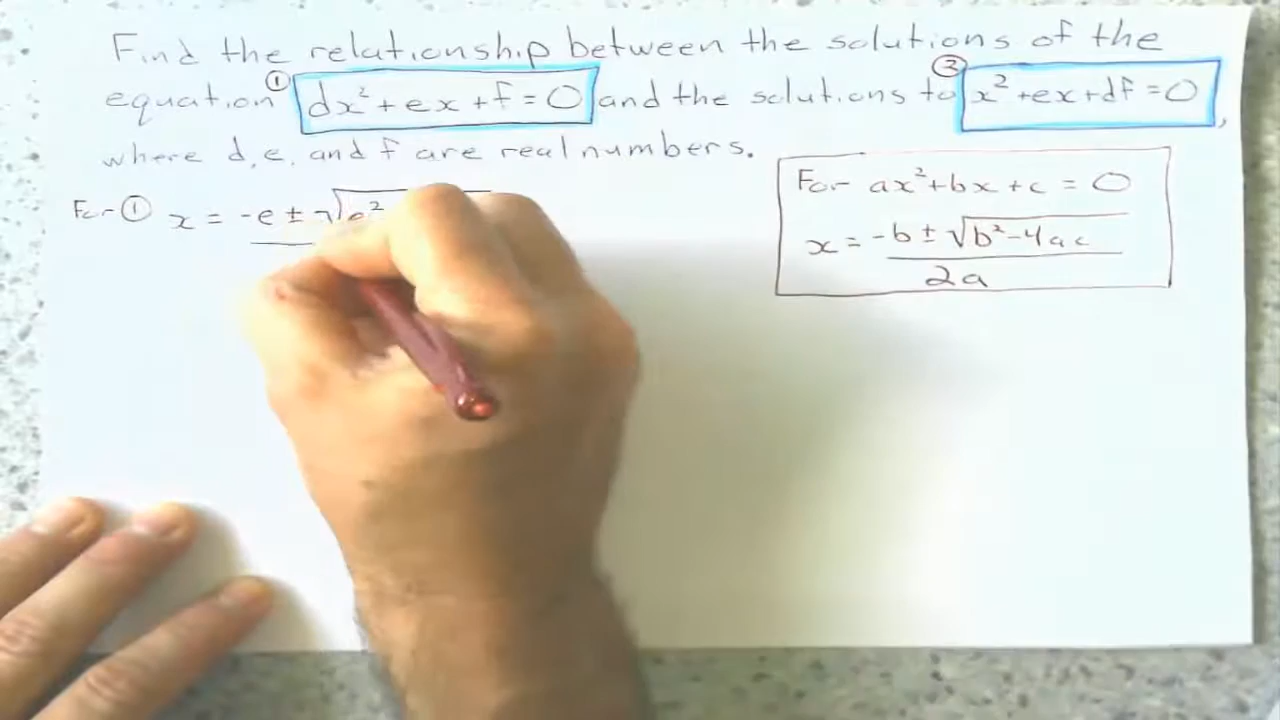 Find the relationship between the solutions of the
equation ① dx² + ex + f = 0 and the solutions to ② x² + ex + df = 0,
where d, e, and f are real numbers.
For ax² + bx + c = 0
For ① x = -e ± √e²
x = -b ± √b² - 4ac
2a